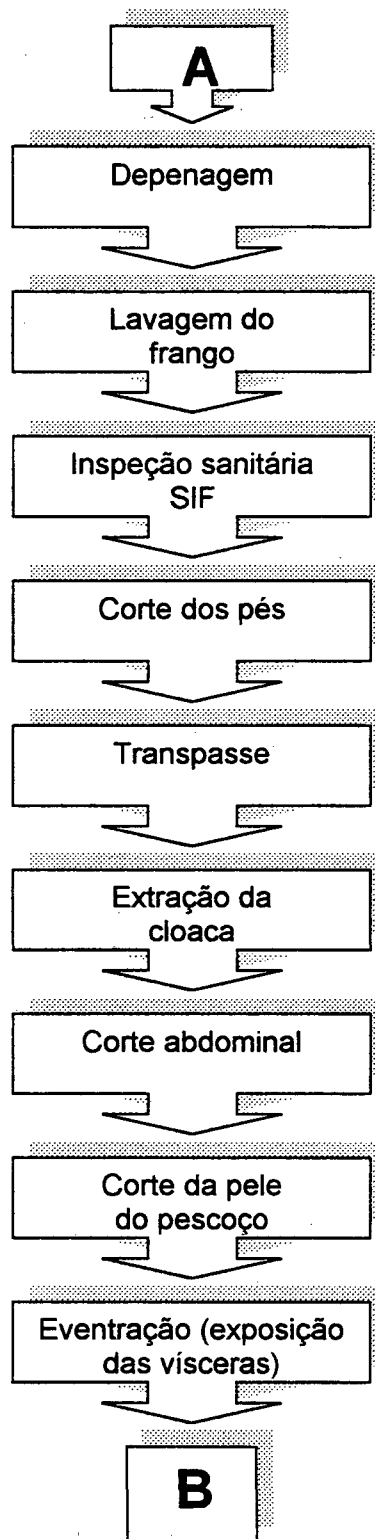 A
Depenagem
Lavagem do
frango
Inspeção sanitária
SIF
Corte dos pés
Transpasse
Extração da
cloaca
Corte abdominal
Corte da pele
do pescoço
Eventração (exposição
das vísceras)
B